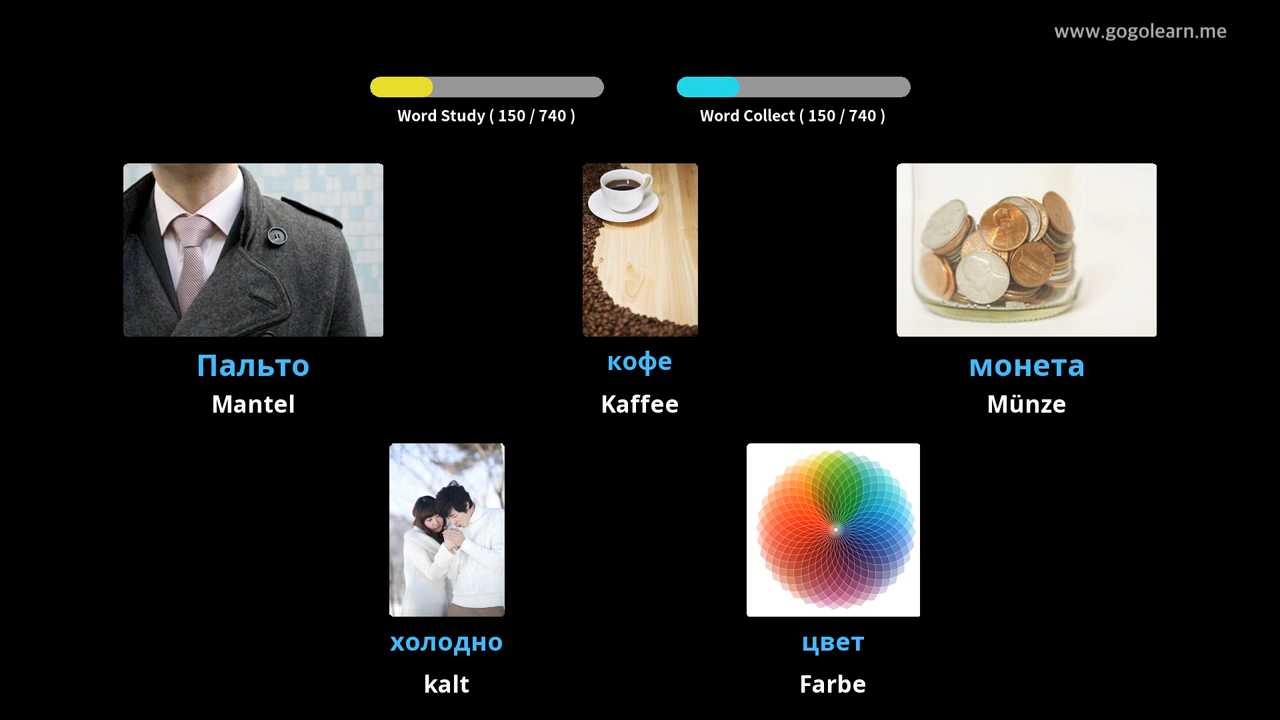 www.gogolearn.me
Word Study ( 150 / 740 )
Word Collect ( 150 / 740 )
Пальто
Mantel
кофе
Kaffee
монета
Münze
холодно
kalt
цвет
Farbe